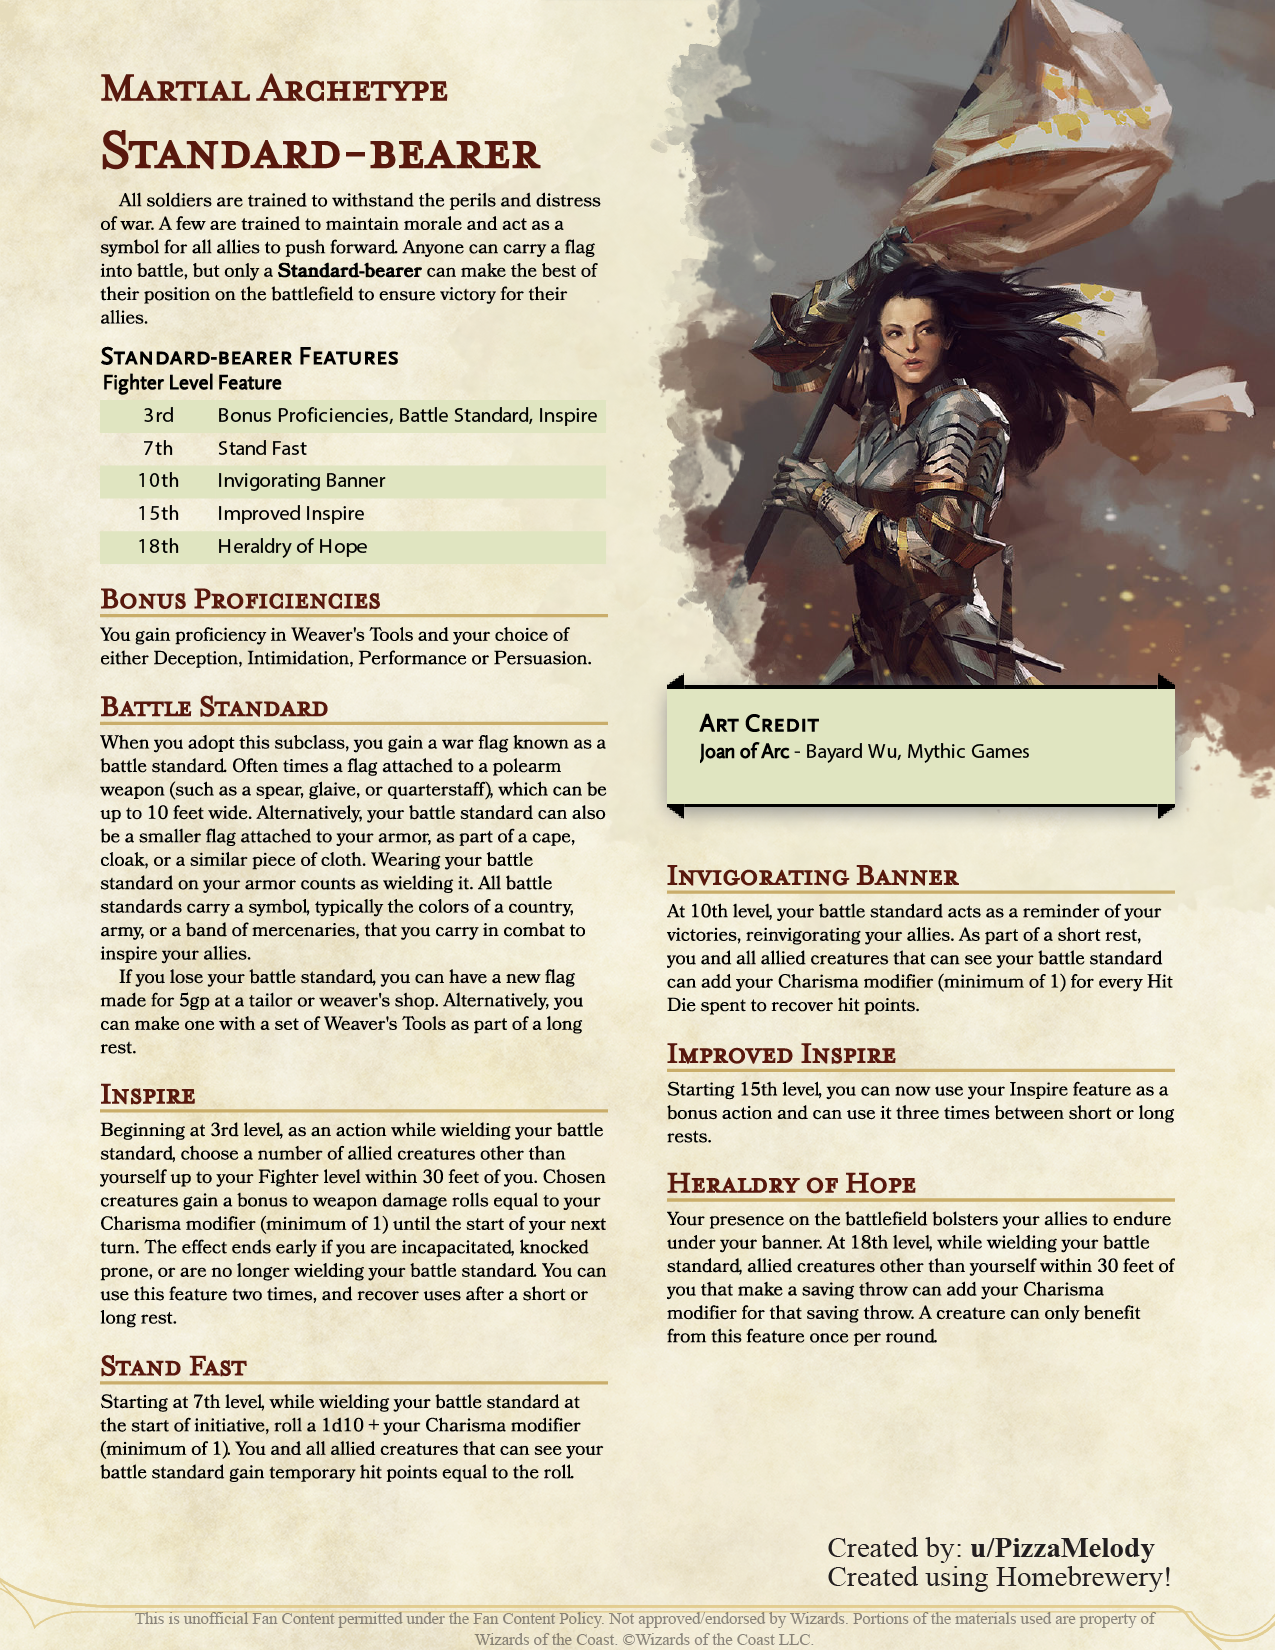 Martial Archetype
Standard-bearer
All soldiers are trained to withstand the perils and distress
of war. A few are trained to maintain morale and act as a
symbol for all allies to push forward. Anyone can carry a flag
into battle, but only a Standard-bearer can make the best of
their position on the battlefield to ensure victory for their
allies.
Standard-bearer Features
Fighter Level Feature
3rd Bonus Proficiencies, Battle Standard, Inspire
7th Stand Fast
10th Invigorating Banner
15th Improved Inspire
18th Heraldry of Hope
Bonus Proficiencies
You gain proficiency in Weaver's Tools and your choice of
either Deception, Intimidation, Performance or Persuasion.
Battle Standard
When you adopt this subclass, you gain a war flag known as a
battle standard. Often times a flag attached to a polearm
weapon (such as a spear, glaive, or quarterstaff), which can be
up to 10 feet wide. Alternatively, your battle standard can also
be a smaller flag attached to your armor, as part of a cape,
cloak, or a similar piece of cloth. Wearing your battle
standard on your armor counts as wielding it. All battle
standards carry a symbol, typically the colors of a country,
army, or a band of mercenaries, that you carry in combat to
inspire your allies.
If you lose your battle standard, you can have a new flag
made for 5gp at a tailor or weaver's shop. Alternatively, you
can make one with a set of Weaver's Tools as part of a long
rest.
Inspire
Beginning at 3rd level, as an action while wielding your battle
standard, choose a number of allied creatures other than
yourself up to your Fighter level within 30 feet of you. Chosen
creatures gain a bonus to weapon damage rolls equal to your
Charisma modifier (minimum of 1) until the start of your next
turn. The effect ends early if you are incapacitated, knocked
prone, or are no longer wielding your battle standard. You can
use this feature two times, and recover uses after a short or
long rest.
Stand Fast
Starting at 7th level, while wielding your battle standard at
the start of initiative, roll a 1d10 + your Charisma modifier
(minimum of 1). You and all allied creatures that can see your
battle standard gain temporary hit points equal to the roll.
Art Credit
Joan of Arc - Bayard Wu, Mythic Games
Invigorating Banner
At 10th level, your battle standard acts as a reminder of your
victories, reinvigorating your allies. As part of a short rest,
you and all allied creatures that can see your battle standard
can add your Charisma modifier (minimum of 1) for every Hit
Die spent to recover hit points.
Improved Inspire
Starting 15th level, you can now use your Inspire feature as a
bonus action and can use it three times between short or long
rests.
Heraldry of Hope
Your presence on the battlefield bolsters your allies to endure
under your banner. At 18th level, while wielding your battle
standard, allied creatures other than yourself within 30 feet of
you that make a saving throw can add your Charisma
modifier for that saving throw. A creature can only benefit
from this feature once per round.
Created by: u/PizzaMelody
Created using Homebrewery!
This is unofficial Fan Content permitted under the Fan Content Policy. Not approved/endorsed by Wizards. Portions of the materials used are property of
Wizards of the Coast. ©Wizards of the Coast LLC.